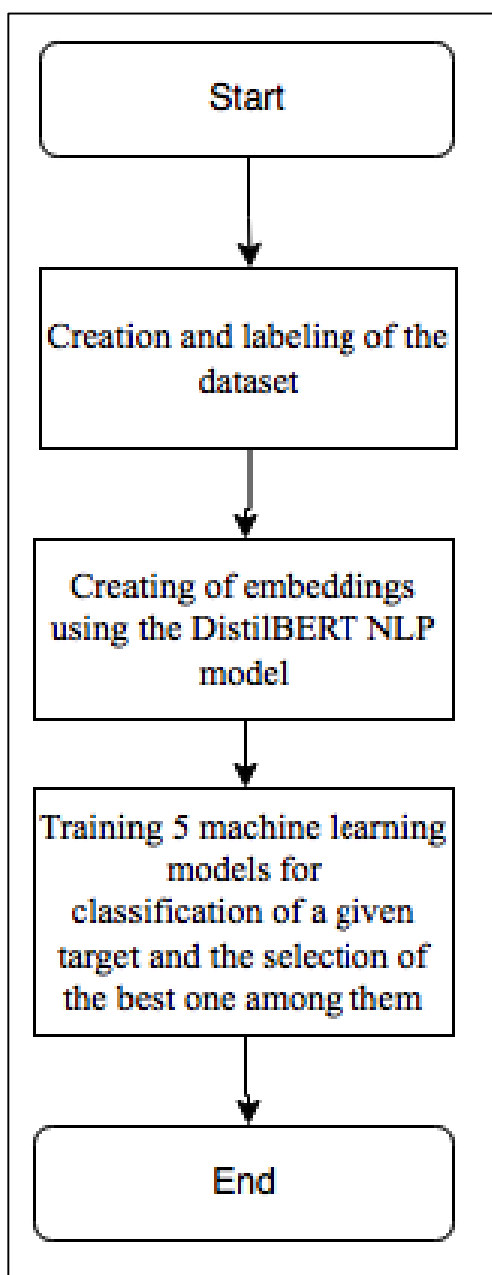 Start
Creation and labeling of the
dataset
Creating of embeddings
using the DistilBERT NLP
model
Training 5 machine learning
models for
classification of a given
target and the selection of
the best one among them
End